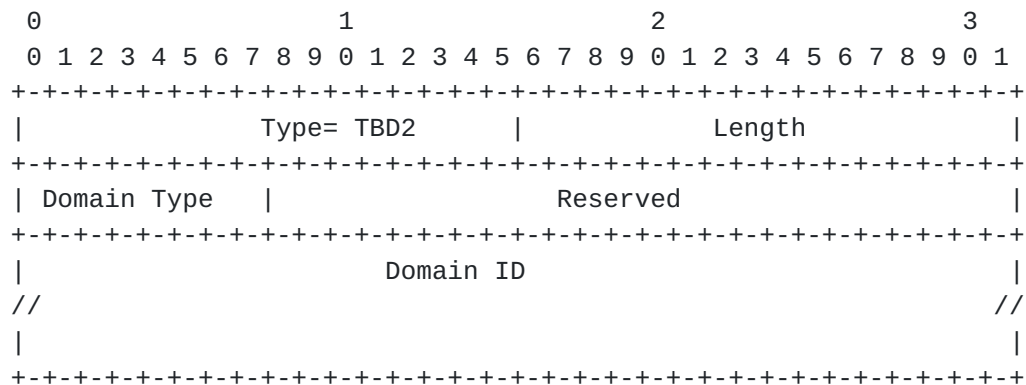 0                   1                   2                   3
 0 1 2 3 4 5 6 7 8 9 0 1 2 3 4 5 6 7 8 9 0 1 2 3 4 5 6 7 8 9 0 1
+-+-+-+-+-+-+-+-+-+-+-+-+-+-+-+-+-+-+-+-+-+-+-+-+-+-+-+-+-+-+-+-+
|               Type= TBD2      |            Length             |
+-+-+-+-+-+-+-+-+-+-+-+-+-+-+-+-+-+-+-+-+-+-+-+-+-+-+-+-+-+-+-+-+
| Domain Type   |                  Reserved                     |
+-+-+-+-+-+-+-+-+-+-+-+-+-+-+-+-+-+-+-+-+-+-+-+-+-+-+-+-+-+-+-+-+
|                       Domain ID                               |
//                                                             //
|                                                               |
+-+-+-+-+-+-+-+-+-+-+-+-+-+-+-+-+-+-+-+-+-+-+-+-+-+-+-+-+-+-+-+-+